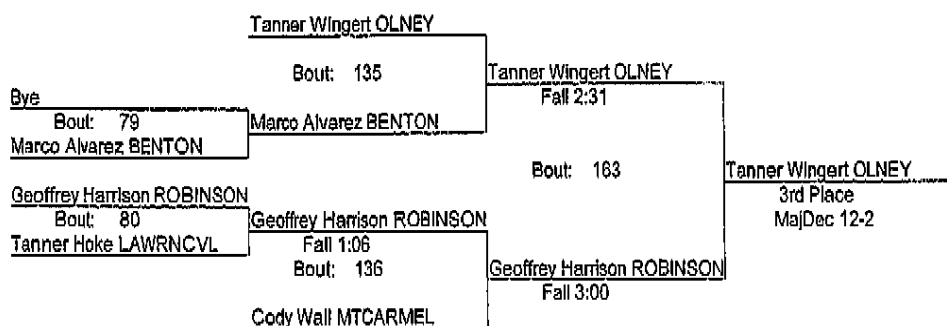 Tanner Wingert OLNEY
Bout: 135
Tanner Wingert OLNEY
Fall 2:31
Bye
Bout: 79
Marco Alvarez BENTON
Marco Alvarez BENTON
Bout: 163
Tanner Wingert OLNEY
3rd Place
MajDec 12-2
Geoffrey Harrison ROBINSON
Bout: 80
Tanner Hoke LAWRNCVL
Geoffrey Harrison ROBINSON
Fall 1:06
Bout: 136
Geoffrey Harrison ROBINSON
Fall 3:00
Cody Wall MTCARMEL